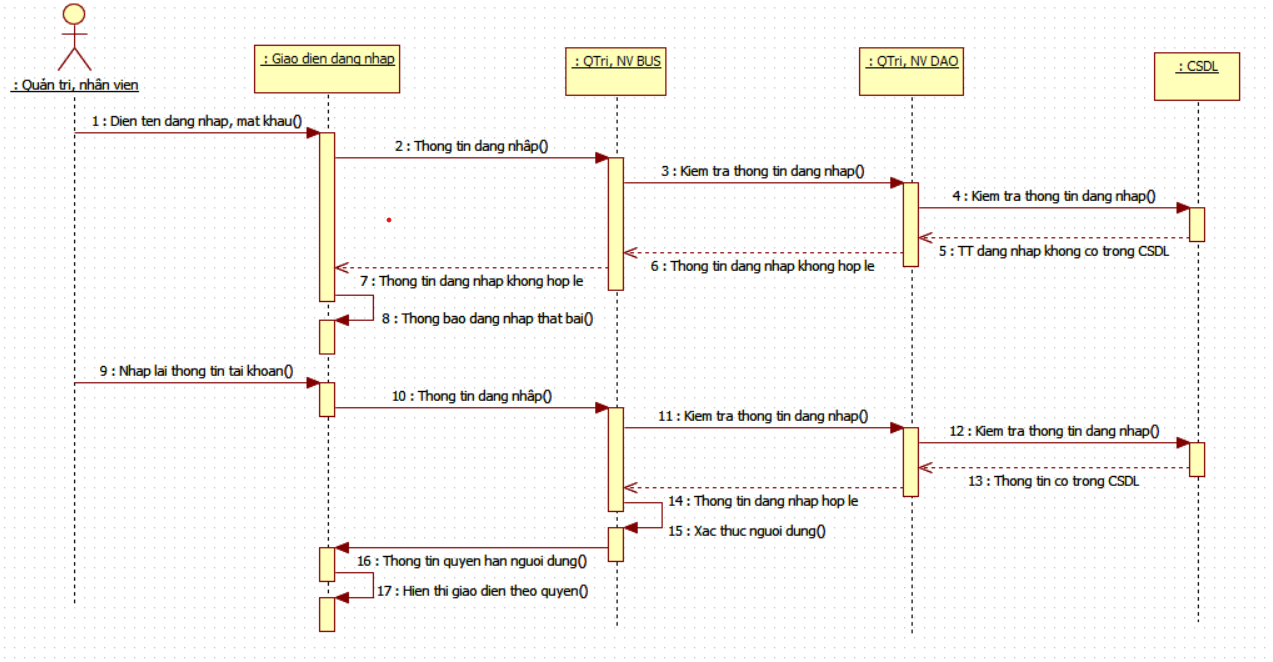 : Quản trị, nhân vien
: Giao dien dang nhap
: QTri, NV BUS
: QTri, NV DAO
: CSDL
1 : Dien ten dang nhap, mat khau()
2 : Thong tin dang nhâp()
3 : Kiem tra thong tin dang nhap()
4 : Kiem tra thong tin dang nhap()
5 : TT dang nhap khong co trong CSDL
6 : Thong tin dang nhap khong hop le
7 : Thong tin dang nhap khong hop le
8 : Thong bao dang nhap that bai()
9 : Nhap lai thong tin tai khoan()
10 : Thong tin dang nhâp()
11 : Kiem tra thong tin dang nhap()
12 : Kiem tra thong tin dang nhap()
13 : Thong tin co trong CSDL
14 : Thong tin dang nhap hop le
15 : Xac thuc nguoi dung()
16 : Thong tin quyen han nguoi dung()
17 : Hien thi giao dien theo quyen()